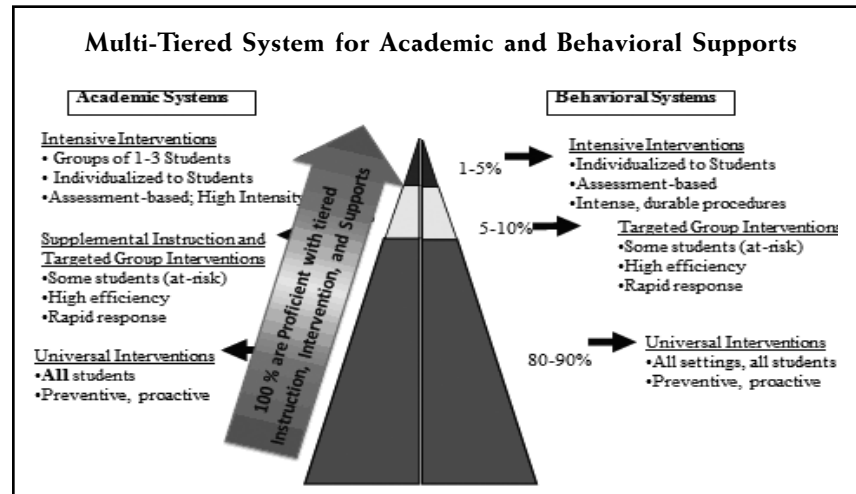 Multi-Tiered System for Academic and Behavioral Supports
Academic Systems
Intensive Interventions
• Groups of 1-3 Students
• Individualized to Students
•Assessment-based; High Intensity
Supplemental Instruction and
Targeted Group Interventions
•Some students (at-risk)
•High efficiency
•Rapid response
Universal Interventions
•All students
•Preventive, proactive
100 % are Proficient with tiered
Instruction, Intervention, and Supports
1-5%
5-10%
80-90%
Behavioral Systems
Intensive Interventions
•Individualized to Students
•Assessment-based
•Intense, durable procedures
Targeted Group Interventions
•Some students (at-risk)
•High efficiency
•Rapid response
Universal Interventions
•All settings, all students
•Preventive, proactive